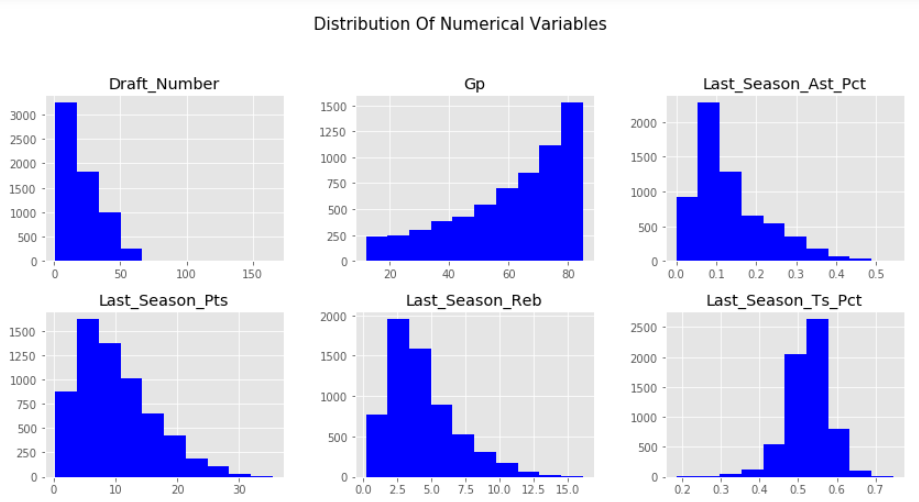 Distribution Of Numerical Variables
Draft_Number
Gp
Last_Season_Ast_Pct
3000
2500
2000
1500
1000
500
0
0 50 100 150
1500
1250
1000
750
500
250
0
20 40 60 80
2000
1500
1000
500
0
0.0 0.1 0.2 0.3 0.4 0.5
Last_Season_Pts
Last_Season_Reb
Last_Season_Ts_Pct
1500
1250
1000
750
500
250
0
0 10 20 30
2000
1500
1000
500
0
0.0 2.5 5.0 7.5 10.0 12.5 15.0
2500
2000
1500
1000
500
0
0.2 0.3 0.4 0.5 0.6 0.7